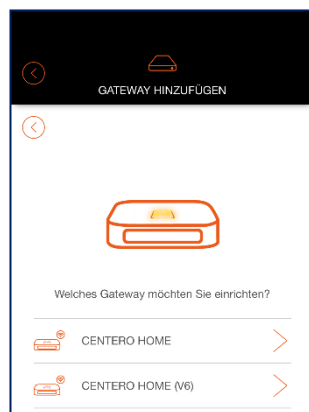 GATEWAY HINZUFÜGEN
Welches Gateway möchten Sie einrichten?
CENTERO HOME
CENTERO HOME (V6)